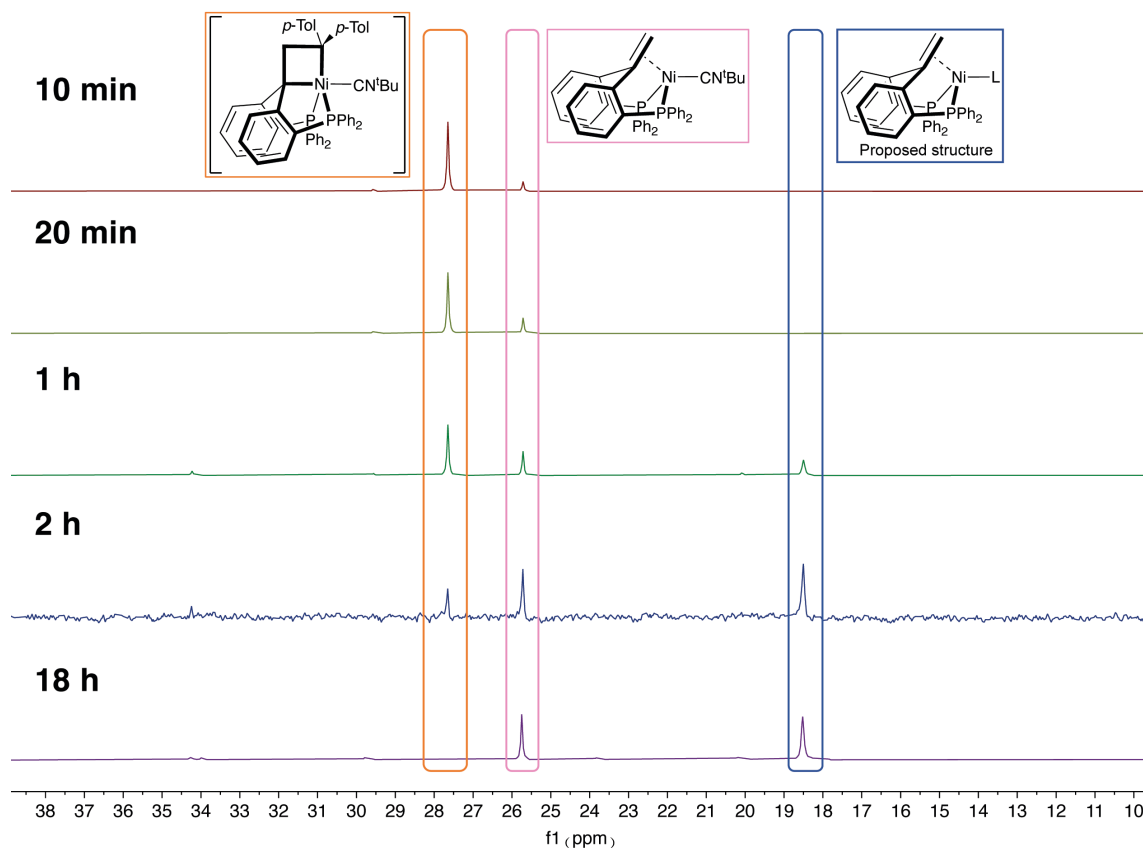 p-Tol
p-Tol
Ni
CNᵗBu
P
PPh₂
Ph₂
Ni
CNᵗBu
P
PPh₂
Ph₂
Ni
L
P
PPh₂
Ph₂
Proposed structure
10 min
20 min
1 h
2 h
18 h
38 37 36 35 34 33 32 31 30 29 28 27 26 25 24 23 22 21 20 19 18 17 16 15 14 13 12 11 10
f1 (ppm)